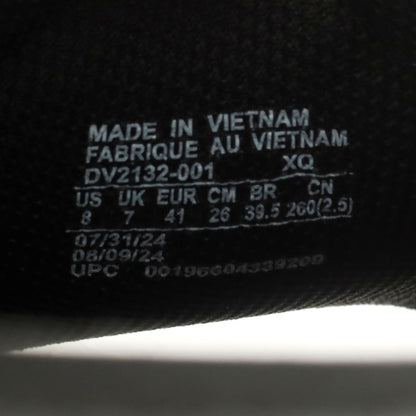 MADE IN VIETNAM
FABRIQUE AU VIETNAM
DV2132-001 XQ
US UK EUR CM BR CN
8 7 41 26 39.5 260(2.5)
07/31/24
08/09/24
UPC